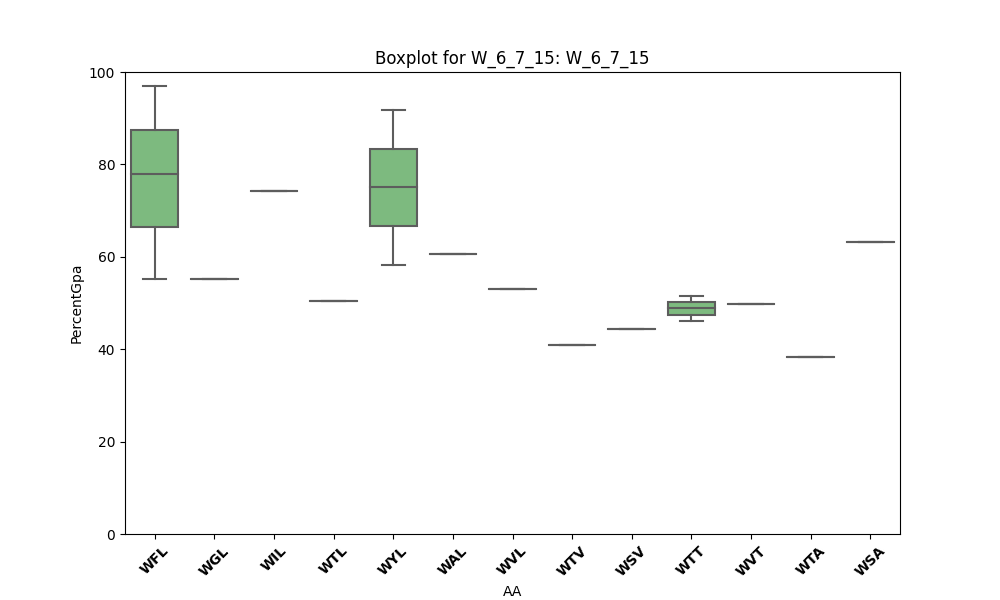 Boxplot for W_6_7_15: W_6_7_15
100
80
60
40
20
0
PercentGpa
WFL WGL WIL WTL WYL WAL WVL WTV WSV WTT WVT WTA WSA
AA